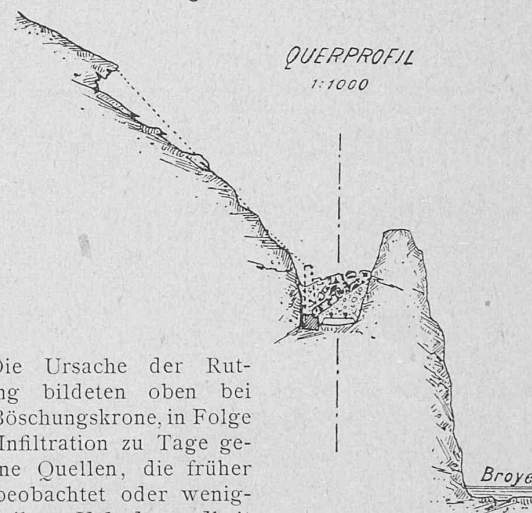 QUERPROFIL
1:1000
Die Ursache der Rut-
ng bildeten oben bei
Böschungskrone, in Folge
Infiltration zu Tage ge-
ne Quellen, die früher
beobachtet oder wenig-
Broye